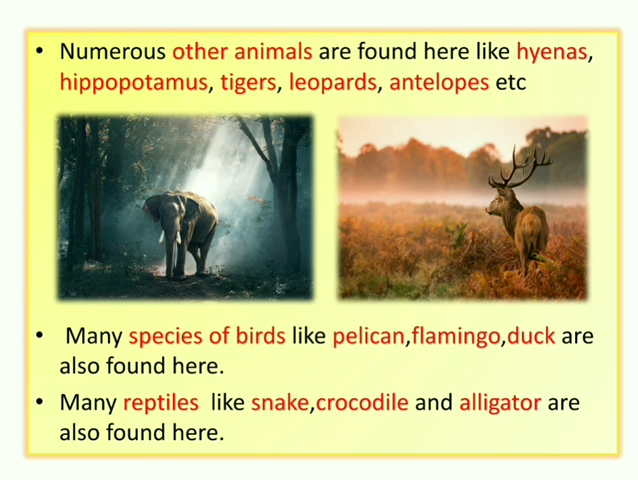 • Numerous other animals are found here like hyenas,
hippopotamus, tigers, leopards, antelopes etc
• Many species of birds like pelican,flamingo,duck are
also found here.
• Many reptiles like snake,crocodile and alligator are
also found here.